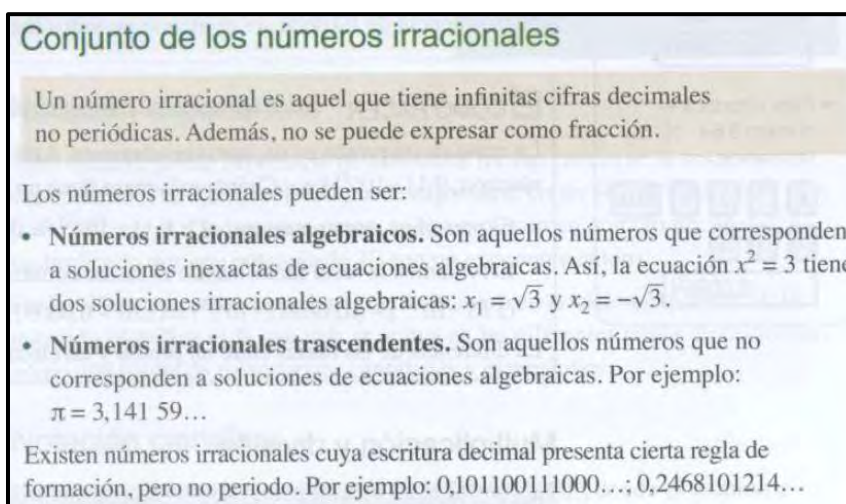 Conjunto de los números irracionales
Un número irracional es aquel que tiene infinitas cifras decimales
no periódicas. Además, no se puede expresar como fracción.
Los números irracionales pueden ser:
• Números irracionales algebraicos. Son aquellos números que corresponden
a soluciones inexactas de ecuaciones algebraicas. Así, la ecuación x² = 3 tiene
dos soluciones irracionales algebraicas: x₁ = √3 y x₂ = −√3.
• Números irracionales trascendentes. Son aquellos números que no
corresponden a soluciones de ecuaciones algebraicas. Por ejemplo:
π = 3,141 59...
Existen números irracionales cuya escritura decimal presenta cierta regla de
formación, pero no periodo. Por ejemplo: 0,101100111000...; 0,2468101214...